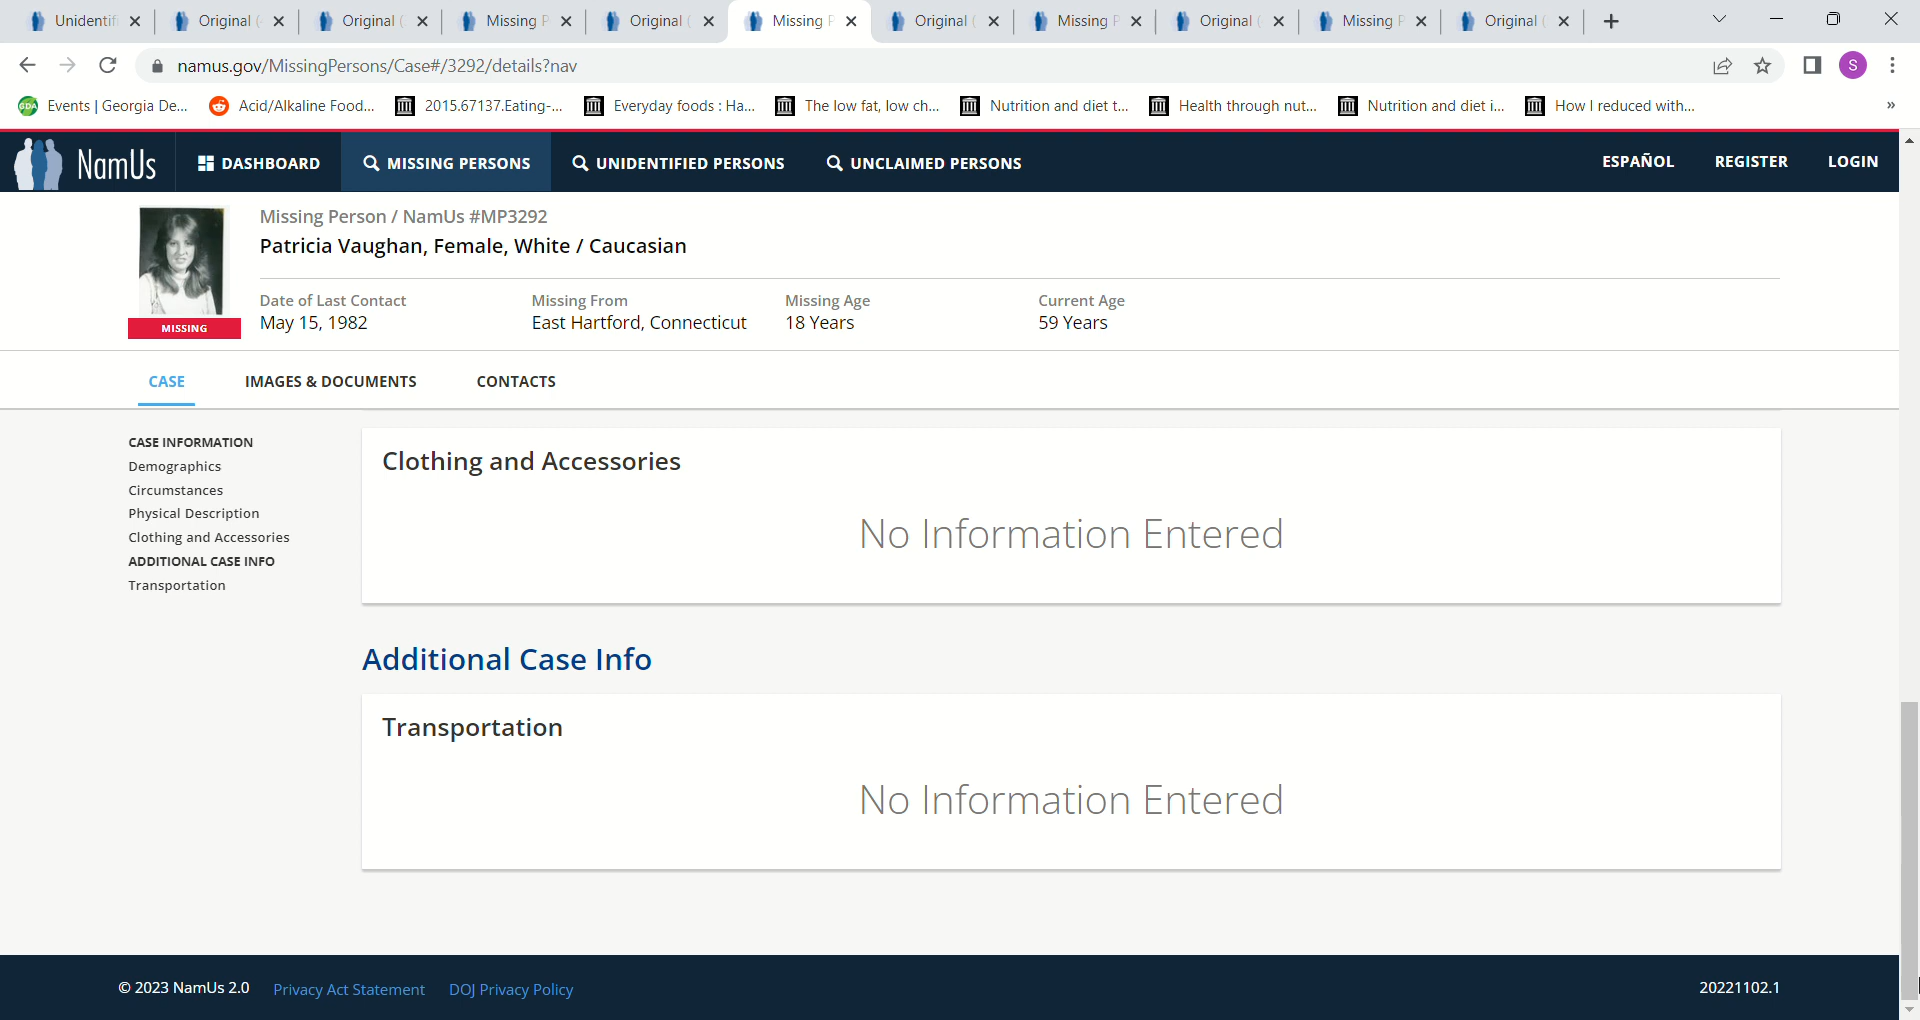 Unidentif
Original (
Original (
Missing P
Original (
Missing P
Original (
Missing P
Original (
Missing P
Original (
namus.gov/MissingPersons/Case#/3292/details?nav
S
GDA Events | Georgia De...
Acid/Alkaline Food...
2015.67137.Eating-...
Everyday foods : Ha...
The low fat, low ch...
Nutrition and diet t...
Health through nut...
Nutrition and diet i...
How I reduced with...
»
NamUs
DASHBOARD
MISSING PERSONS
UNIDENTIFIED PERSONS
UNCLAIMED PERSONS
ESPAÑOL
REGISTER
LOGIN
Missing Person / NamUs #MP3292
Patricia Vaughan, Female, White / Caucasian
MISSING
Date of Last Contact
May 15, 1982
Missing From
East Hartford, Connecticut
Missing Age
18 Years
Current Age
59 Years
CASE
IMAGES & DOCUMENTS
CONTACTS
CASE INFORMATION
Demographics
Circumstances
Physical Description
Clothing and Accessories
ADDITIONAL CASE INFO
Transportation
Clothing and Accessories
No Information Entered
Additional Case Info
Transportation
No Information Entered
© 2023 NamUs 2.0
Privacy Act Statement
DOJ Privacy Policy
20221102.1